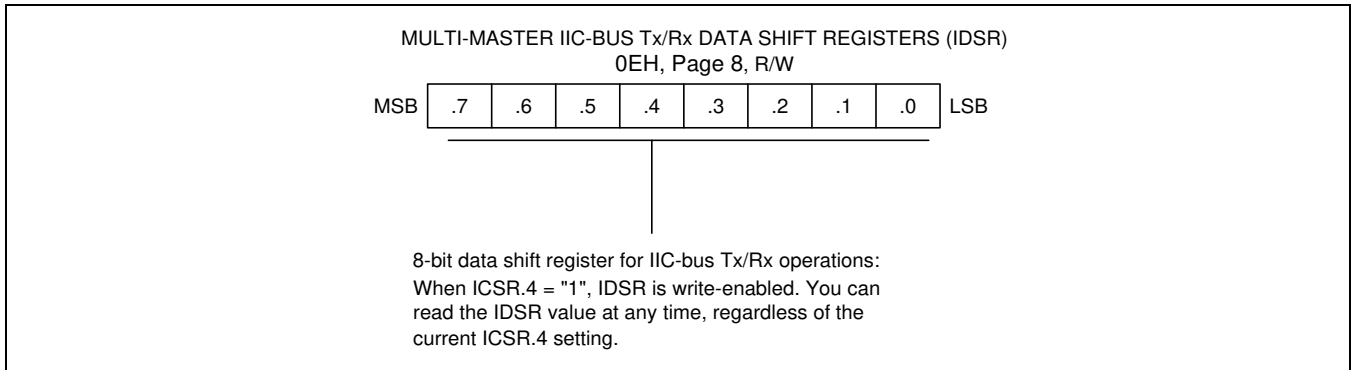 MULTI-MASTER IIC-BUS Tx/Rx DATA SHIFT REGISTERS (IDSR)
0EH, Page 8, R/W
MSB .7 .6 .5 .4 .3 .2 .1 .0 LSB
8-bit data shift register for IIC-bus Tx/Rx operations:
When ICSR.4 = "1", IDSR is write-enabled. You can
read the IDSR value at any time, regardless of the
current ICSR.4 setting.